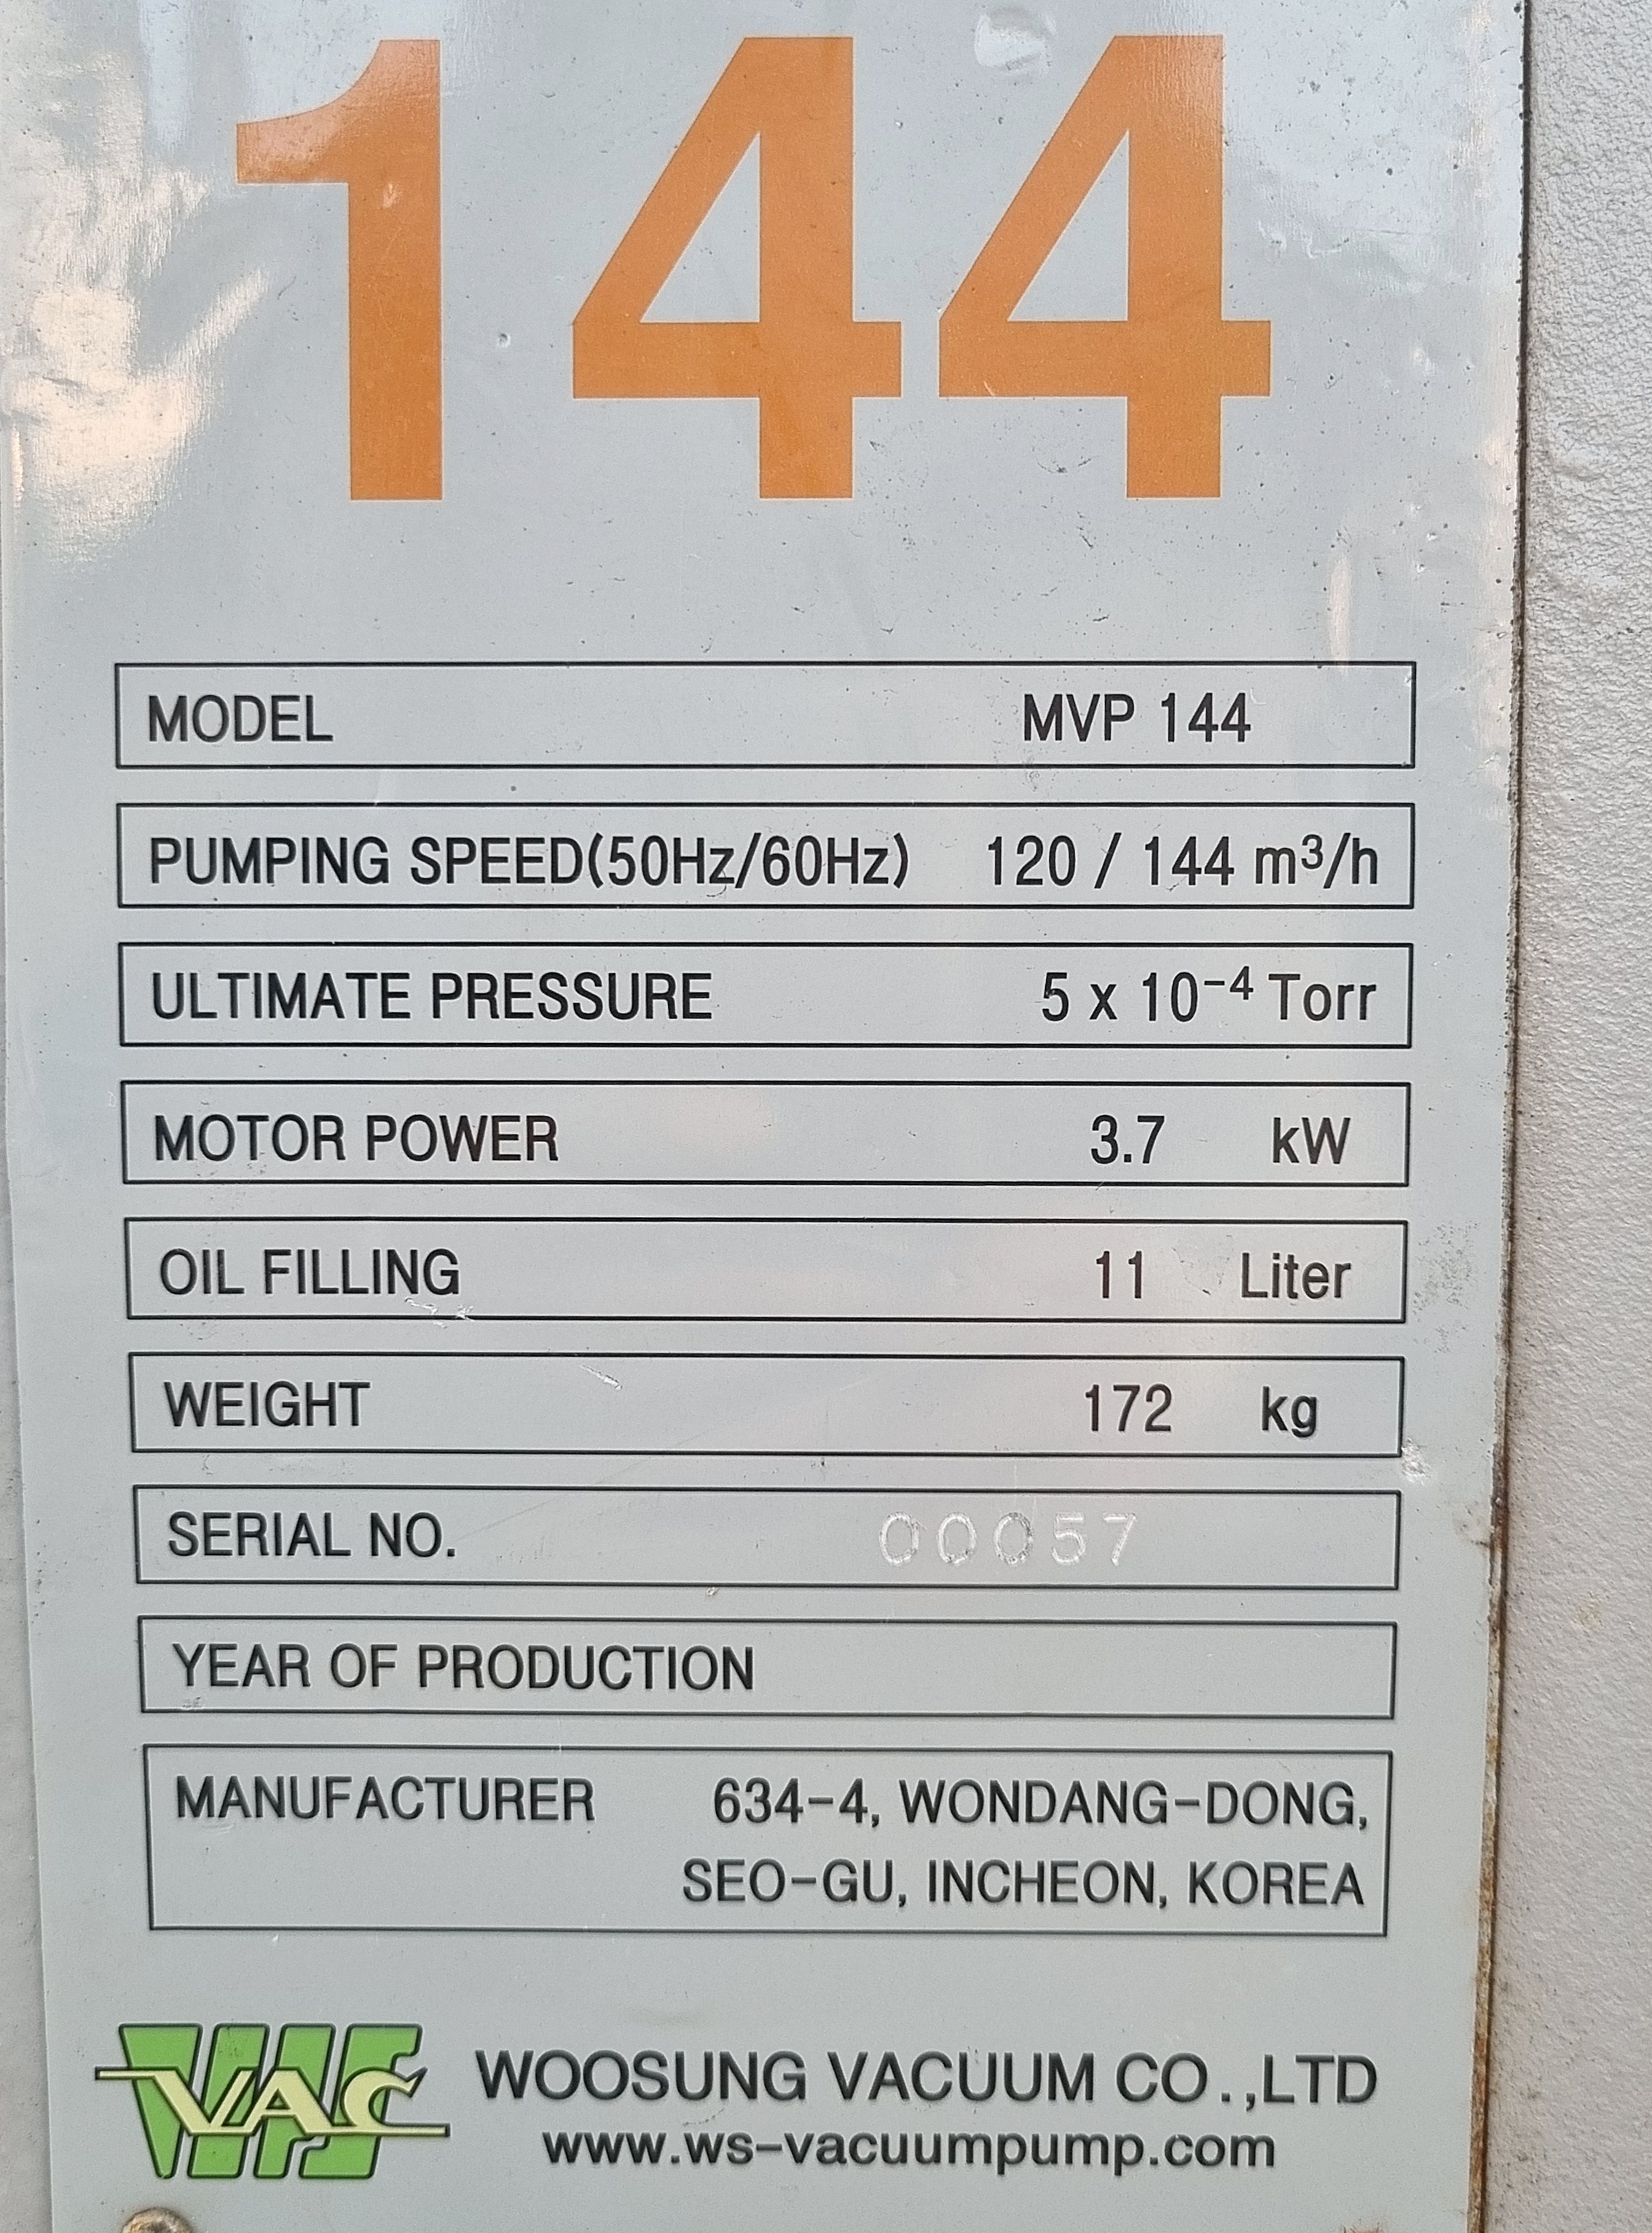 144
MODEL MVP 144
PUMPING SPEED(50Hz/60Hz) 120 / 144 m³/h
ULTIMATE PRESSURE 5 x 10⁻⁴ Torr
MOTOR POWER 3.7 kW
OIL FILLING 11 Liter
WEIGHT 172 kg
SERIAL NO. 00057
YEAR OF PRODUCTION
MANUFACTURER 634-4, WONDANG-DONG,
SEO-GU, INCHEON, KOREA
WS VAC WOOSUNG VACUUM CO.,LTD
www.ws-vacuumpump.com